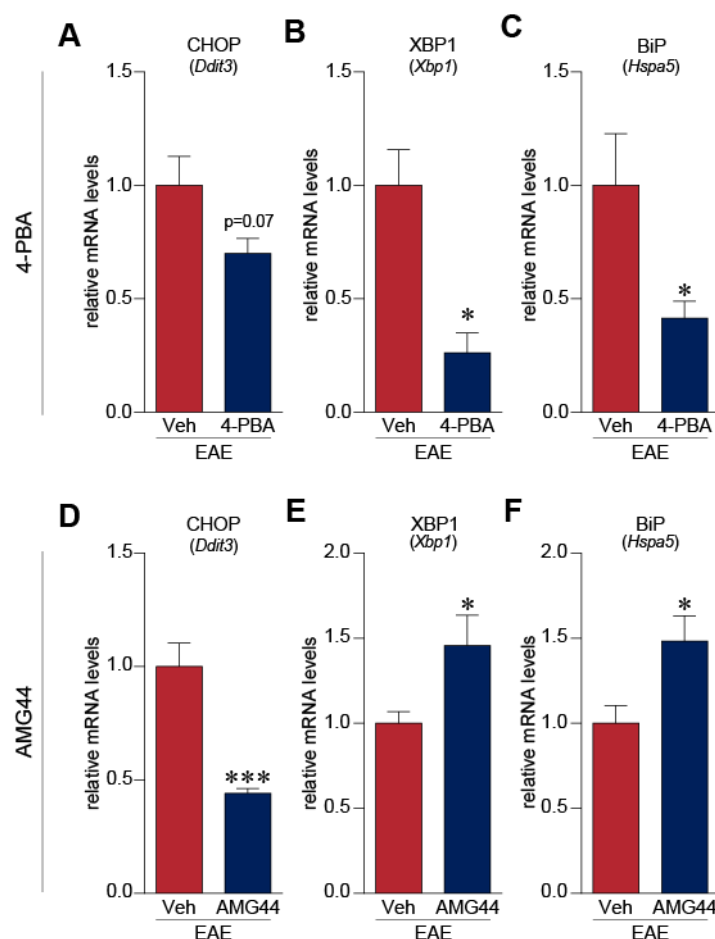 A
CHOP
(Ddit3)
B
XBP1
(Xbp1)
C
BiP
(Hspa5)
4-PBA
relative mRNA levels
1.5
1.0
0.5
0.0
p=0.07
Veh 4-PBA
EAE
relative mRNA levels
1.5
1.0
0.5
0.0
*
Veh 4-PBA
EAE
relative mRNA levels
1.5
1.0
0.5
0.0
*
Veh 4-PBA
EAE
D
CHOP
(Ddit3)
E
XBP1
(Xbp1)
F
BiP
(Hspa5)
AMG44
relative mRNA levels
1.5
1.0
0.5
0.0
***
Veh AMG44
EAE
relative mRNA levels
2.0
1.5
1.0
0.5
0.0
*
Veh AMG44
EAE
relative mRNA levels
2.0
1.5
1.0
0.5
0.0
*
Veh AMG44
EAE